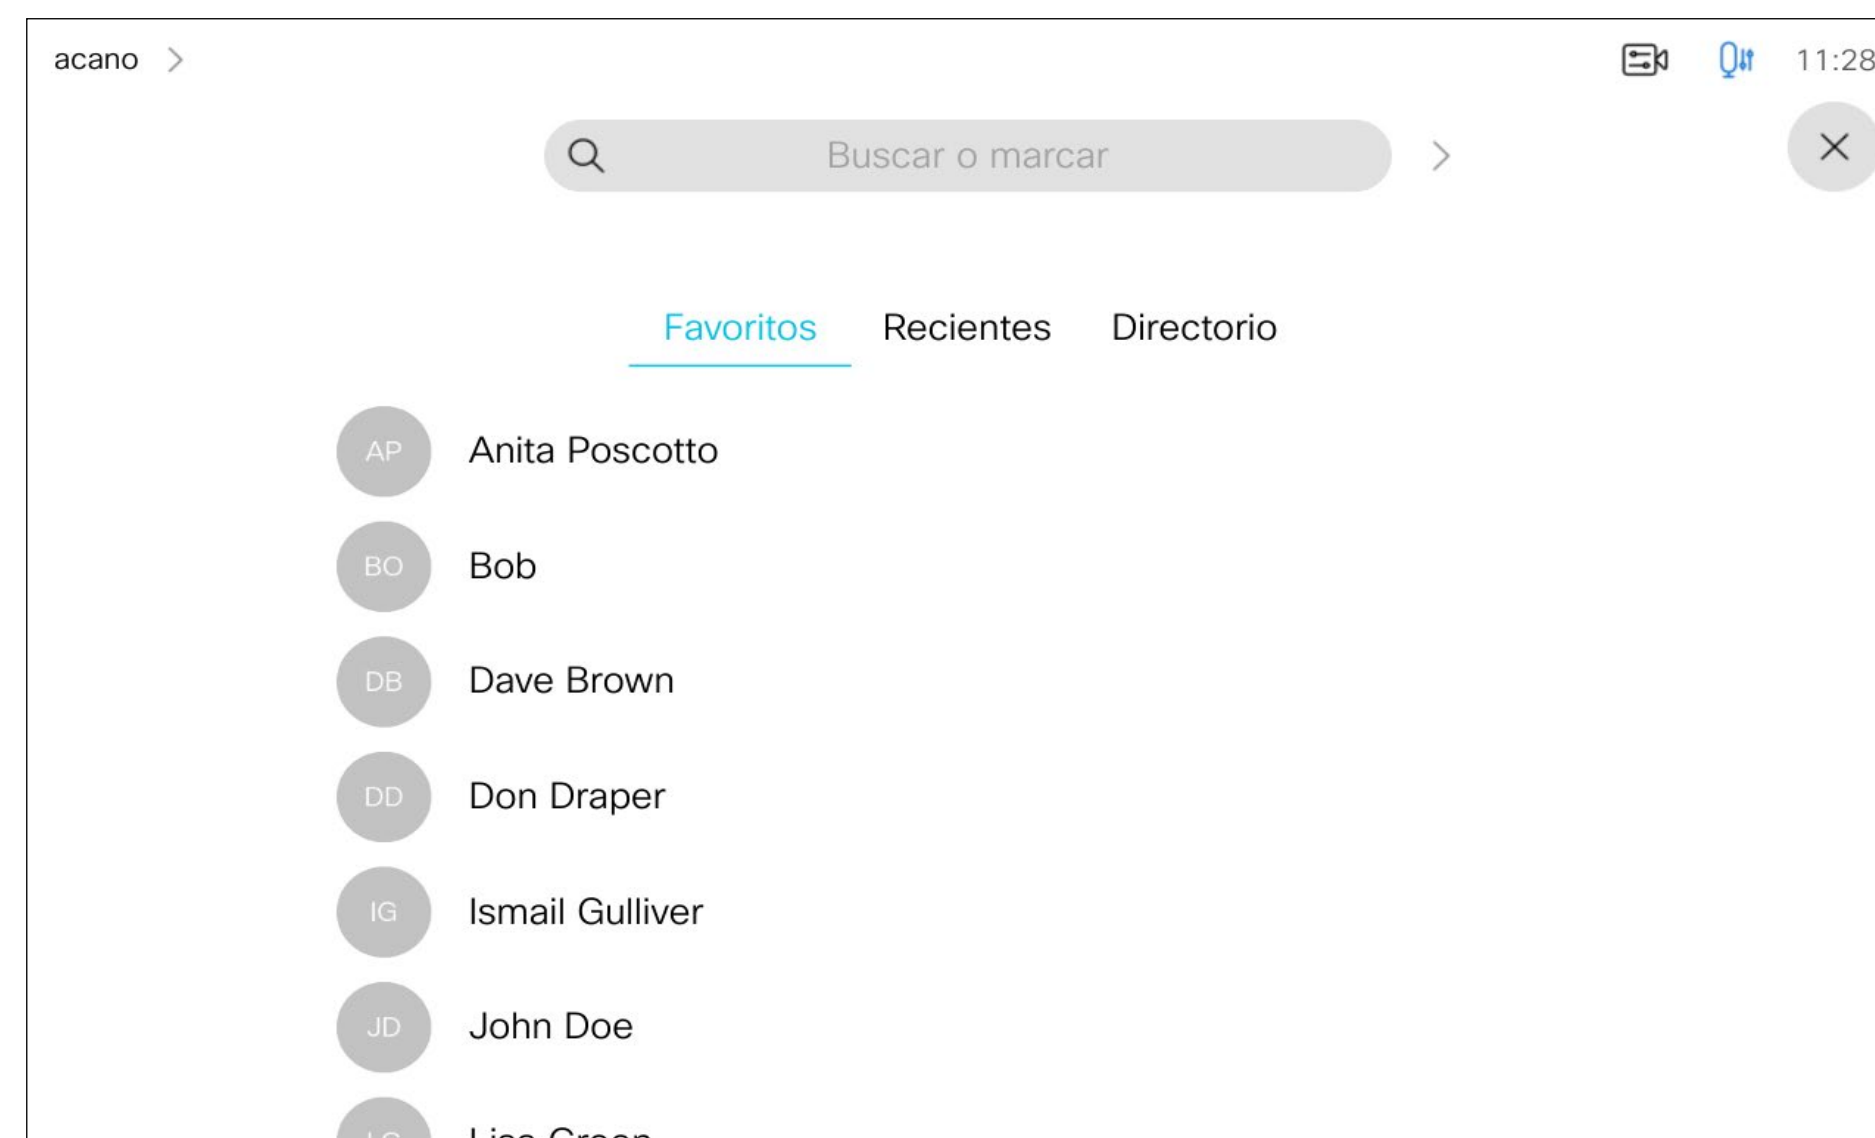 acano
11:28
Buscar o marcar
Favoritos Recientes Directorio
AP Anita Poscotto
BO Bob
DB Dave Brown
DD Don Draper
IG Ismail Gulliver
JD John Doe